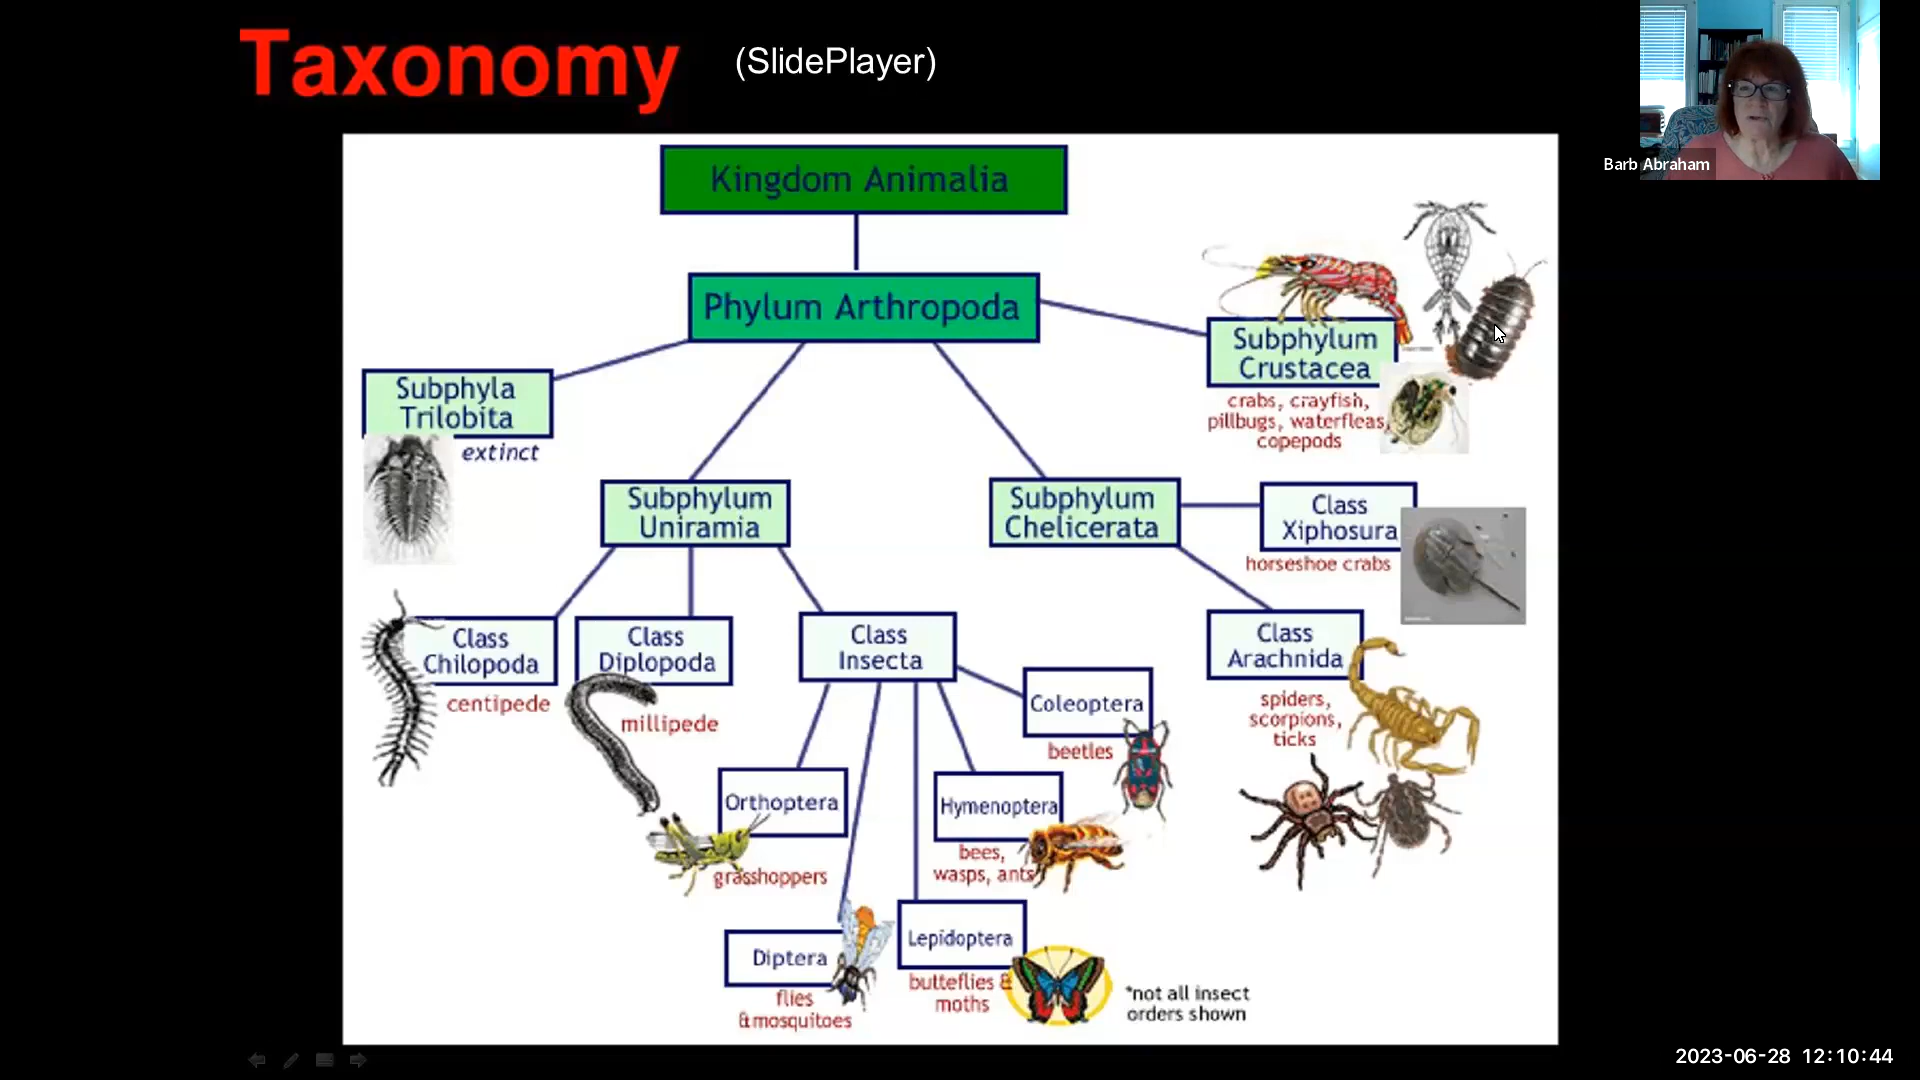 Taxonomy
(SlidePlayer)
Barb Abraham
Kingdom Animalia
Phylum Arthropoda
Subphylum
Crustacea
crabs, crayfish,
pillbugs, waterfleas,
copepods
Subphyla
Trilobita
extinct
Subphylum
Uniramia
Subphylum
Chelicerata
Class
Xiphosura
horseshoe crabs
Class
Chilopoda
centipede
Class
Diplopoda
millipede
Class
Insecta
Class
Arachnida
spiders,
scorpions,
ticks
Coleoptera
beetles
Orthoptera
grasshoppers
Hymenoptera
bees,
wasps, ants
Diptera
flies
&mosquitoes
Lepidoptera
butteflies &
moths
*not all insect
orders shown
2023-06-28 12:10:44